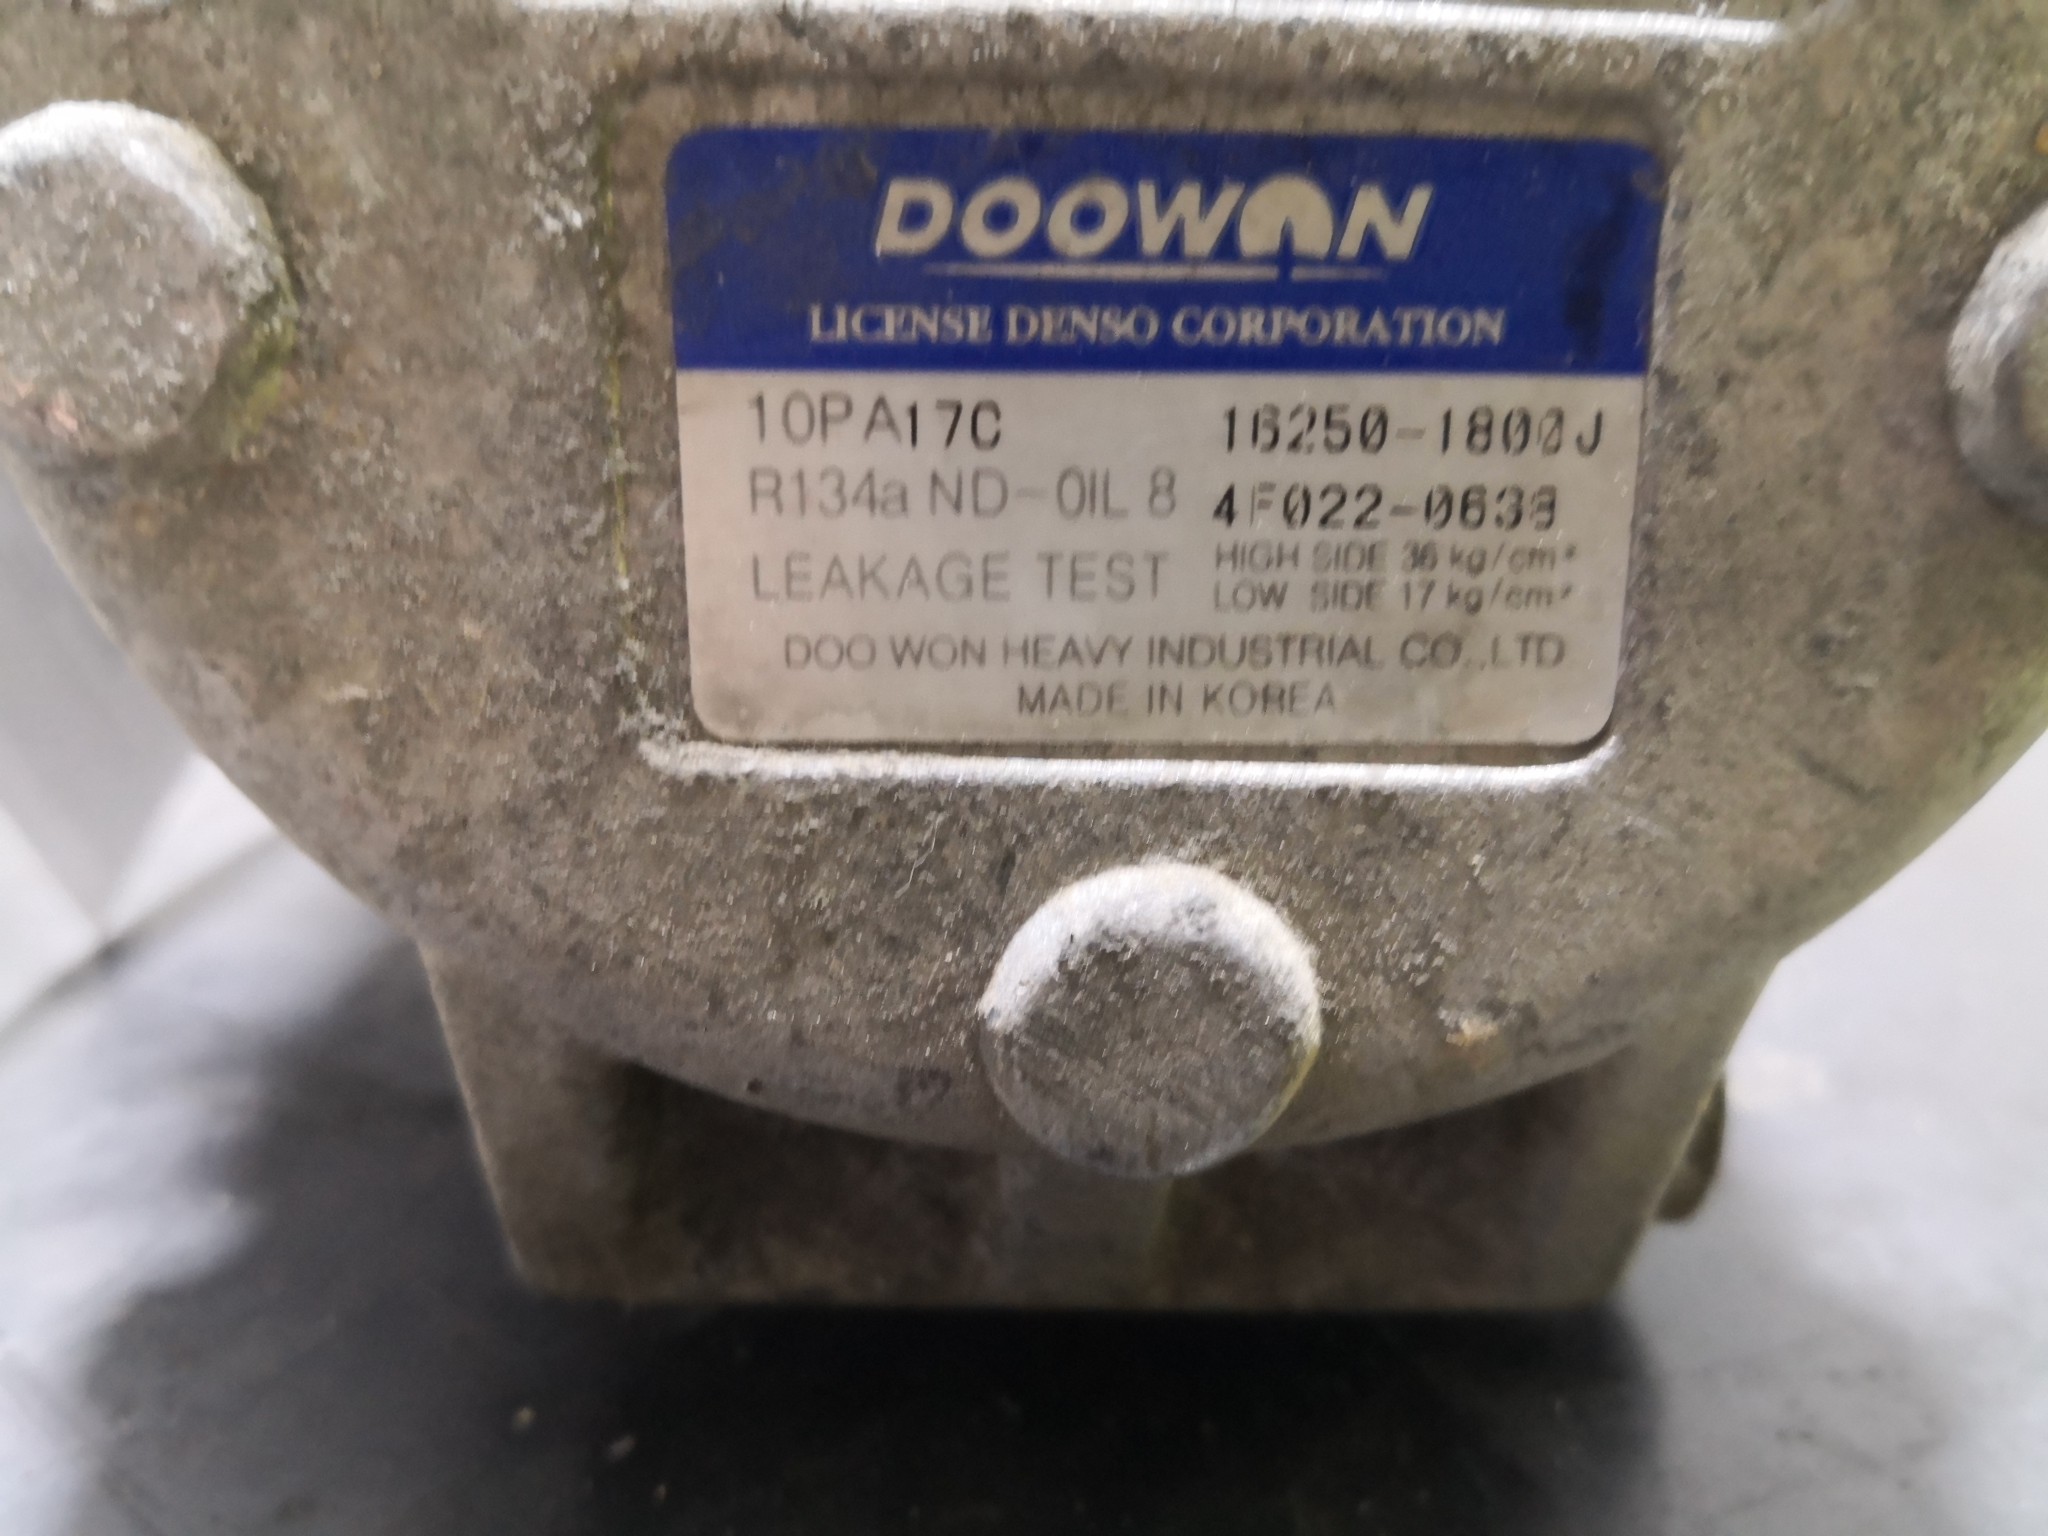 DOOWON
LICENSE DENSO CORPORATION
10PA17C 16250-1800J
R134a ND-OIL 8 4F022-0638
LEAKAGE TEST HIGH SIDE 36 kg/cm²
LOW SIDE 17 kg/cm²
DOO WON HEAVY INDUSTRIAL CO.,LTD
MADE IN KOREA